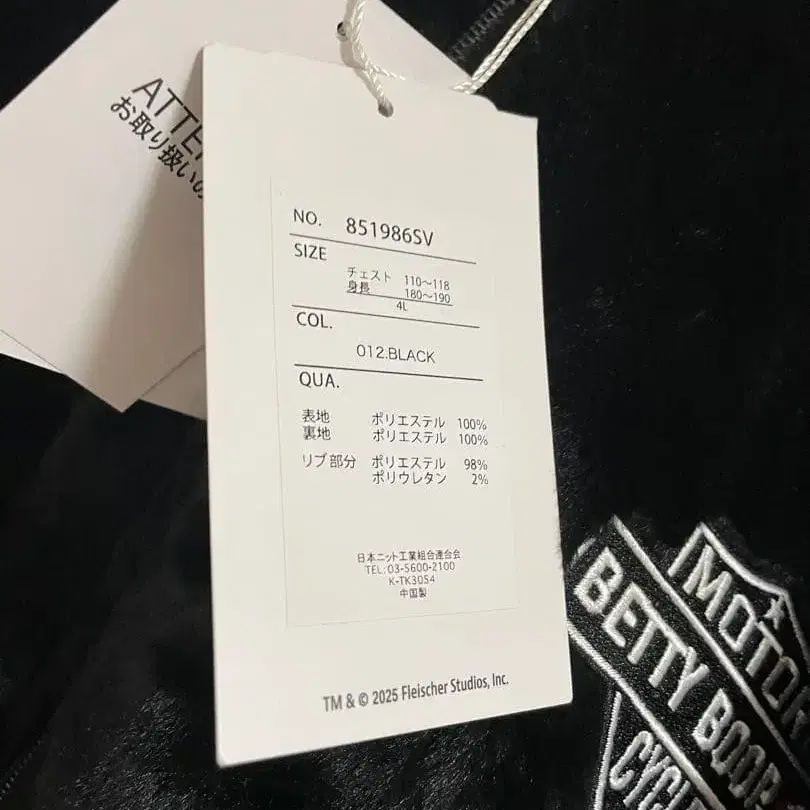 ATTE
お取り扱いの
NO. 851986SV
SIZE
チェスト 110～118
身長 180～190
4L
COL.
012.BLACK
QUA.
表地 ポリエステル 100%
裏地 ポリエステル 100%
リブ部分 ポリエステル 98%
ポリウレタン 2%
日本ニット工業組合連合会
TEL:03-5600-2100
K-TK30S4
中国製
TM & © 2025 Fleischer Studios, Inc.
MOTOR
BETTY BOOP
CYC